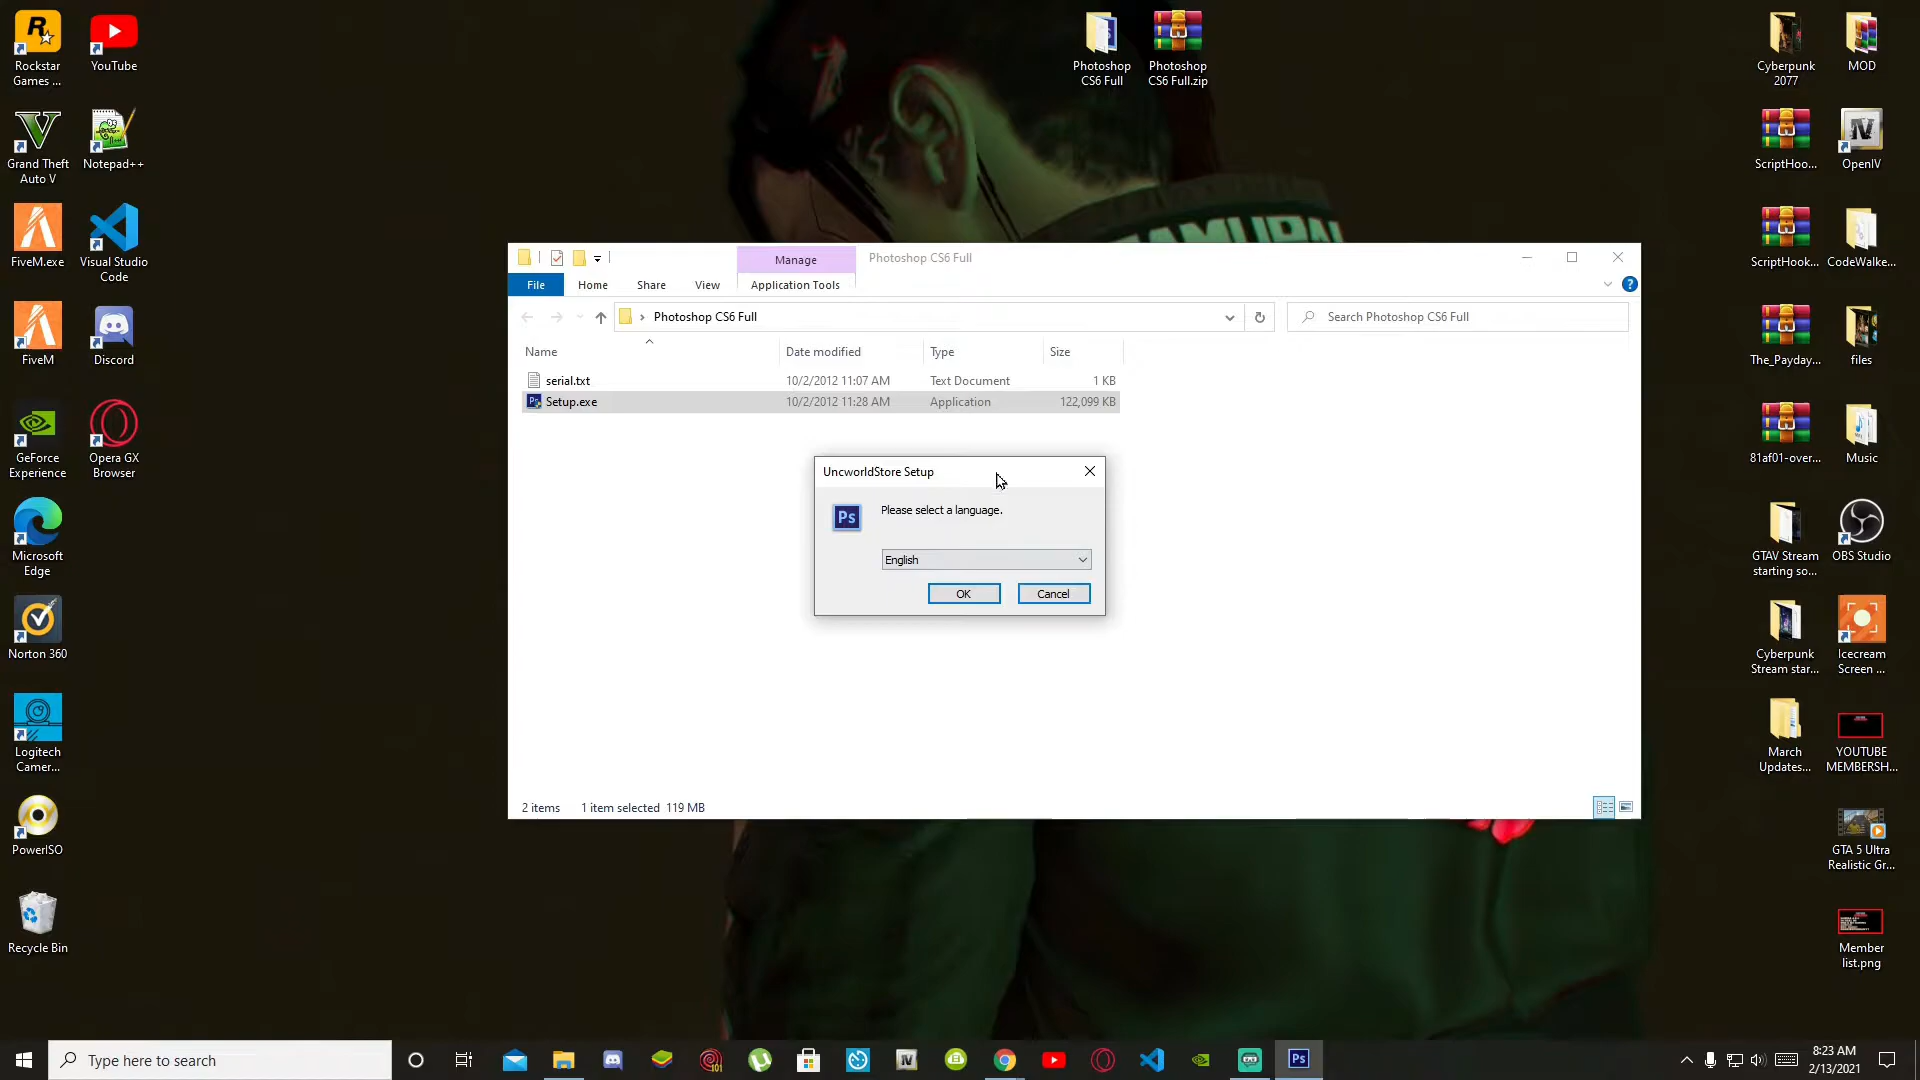 Rockstar
Games ...
YouTube
Grand Theft
Auto V
Notepad++
FiveM.exe
Visual Studio
Code
FiveM
Discord
GeForce
Experience
Opera GX
Browser
Microsoft
Edge
Norton 360
Logitech
Camer...
PowerISO
Recycle Bin
Photoshop
CS6 Full
Photoshop
CS6 Full.zip
Cyberpunk
2077
MOD
ScriptHoo...
OpenIV
ScriptHook...
CodeWalke...
The_Payday...
files
81af01-over...
Music
GTAV Stream
starting so...
OBS Studio
Cyberpunk
Stream star...
Icecream
Screen ...
March
Updates...
YOUTUBE
MEMBERSH...
GTA 5 Ultra
Realistic Gr...
Member
list.png
SAMURAI
Manage
Photoshop CS6 Full
File
Home
Share
View
Application Tools
Photoshop CS6 Full
Search Photoshop CS6 Full
Name
Date modified
Type
Size
serial.txt
10/2/2012 11:07 AM
Text Document
1 KB
Setup.exe
10/2/2012 11:28 AM
Application
122,099 KB
UncworldStore Setup
Ps
Please select a language.
English
OK
Cancel
2 items
1 item selected 119 MB
Type here to search
Ps
8:23 AM
2/13/2021